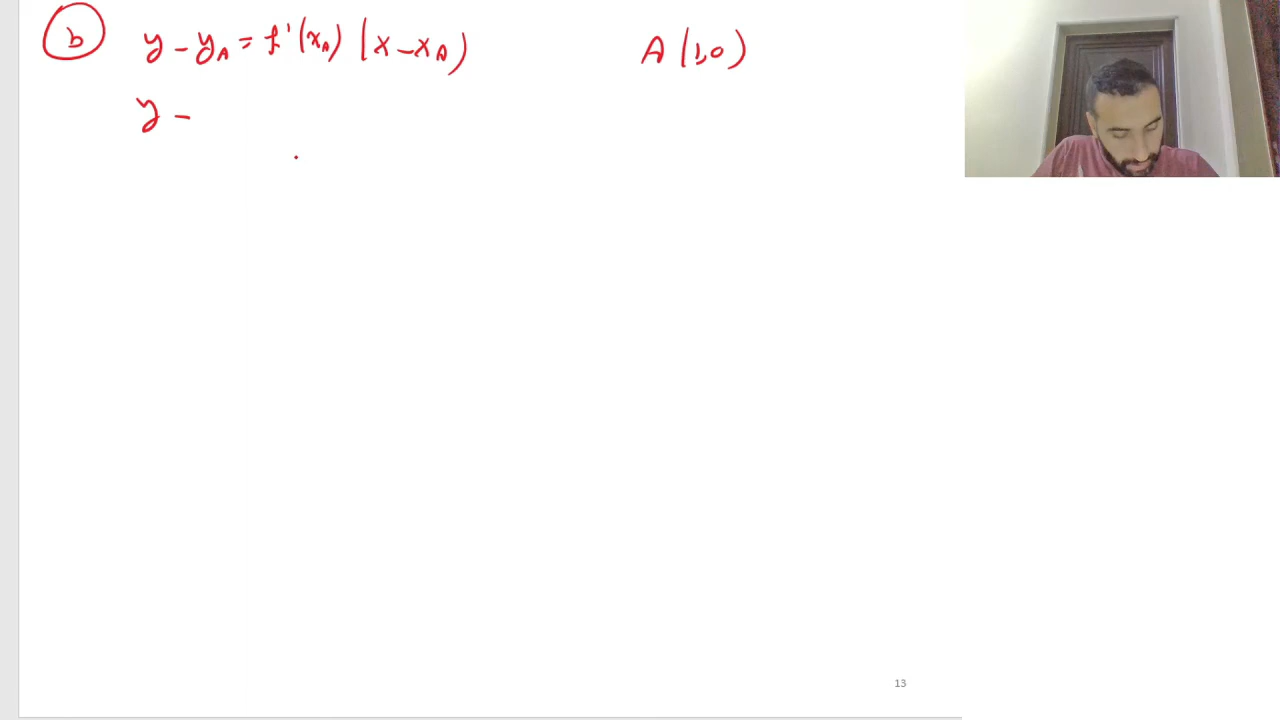 b y - y_A = f'(x_A) (x - x_A) A (1,0)
y -
13